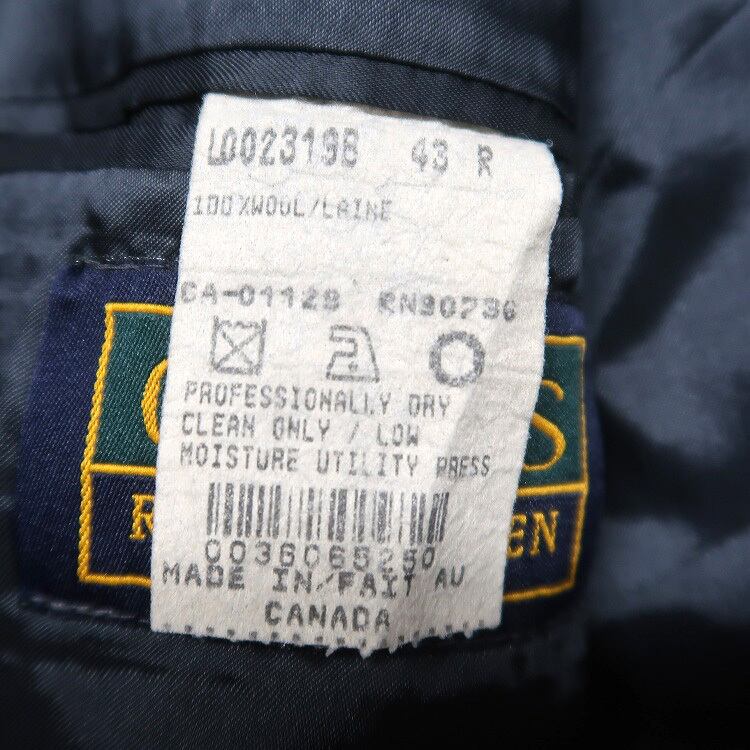 L002319B 43 R
100%WOOL/LAINE
CA-01128 RN90736
PROFESSIONALLY DRY
CLEAN ONLY / LOW
MOISTURE UTILITY PRESS
0036065250
MADE IN/FAIT AU
CANADA